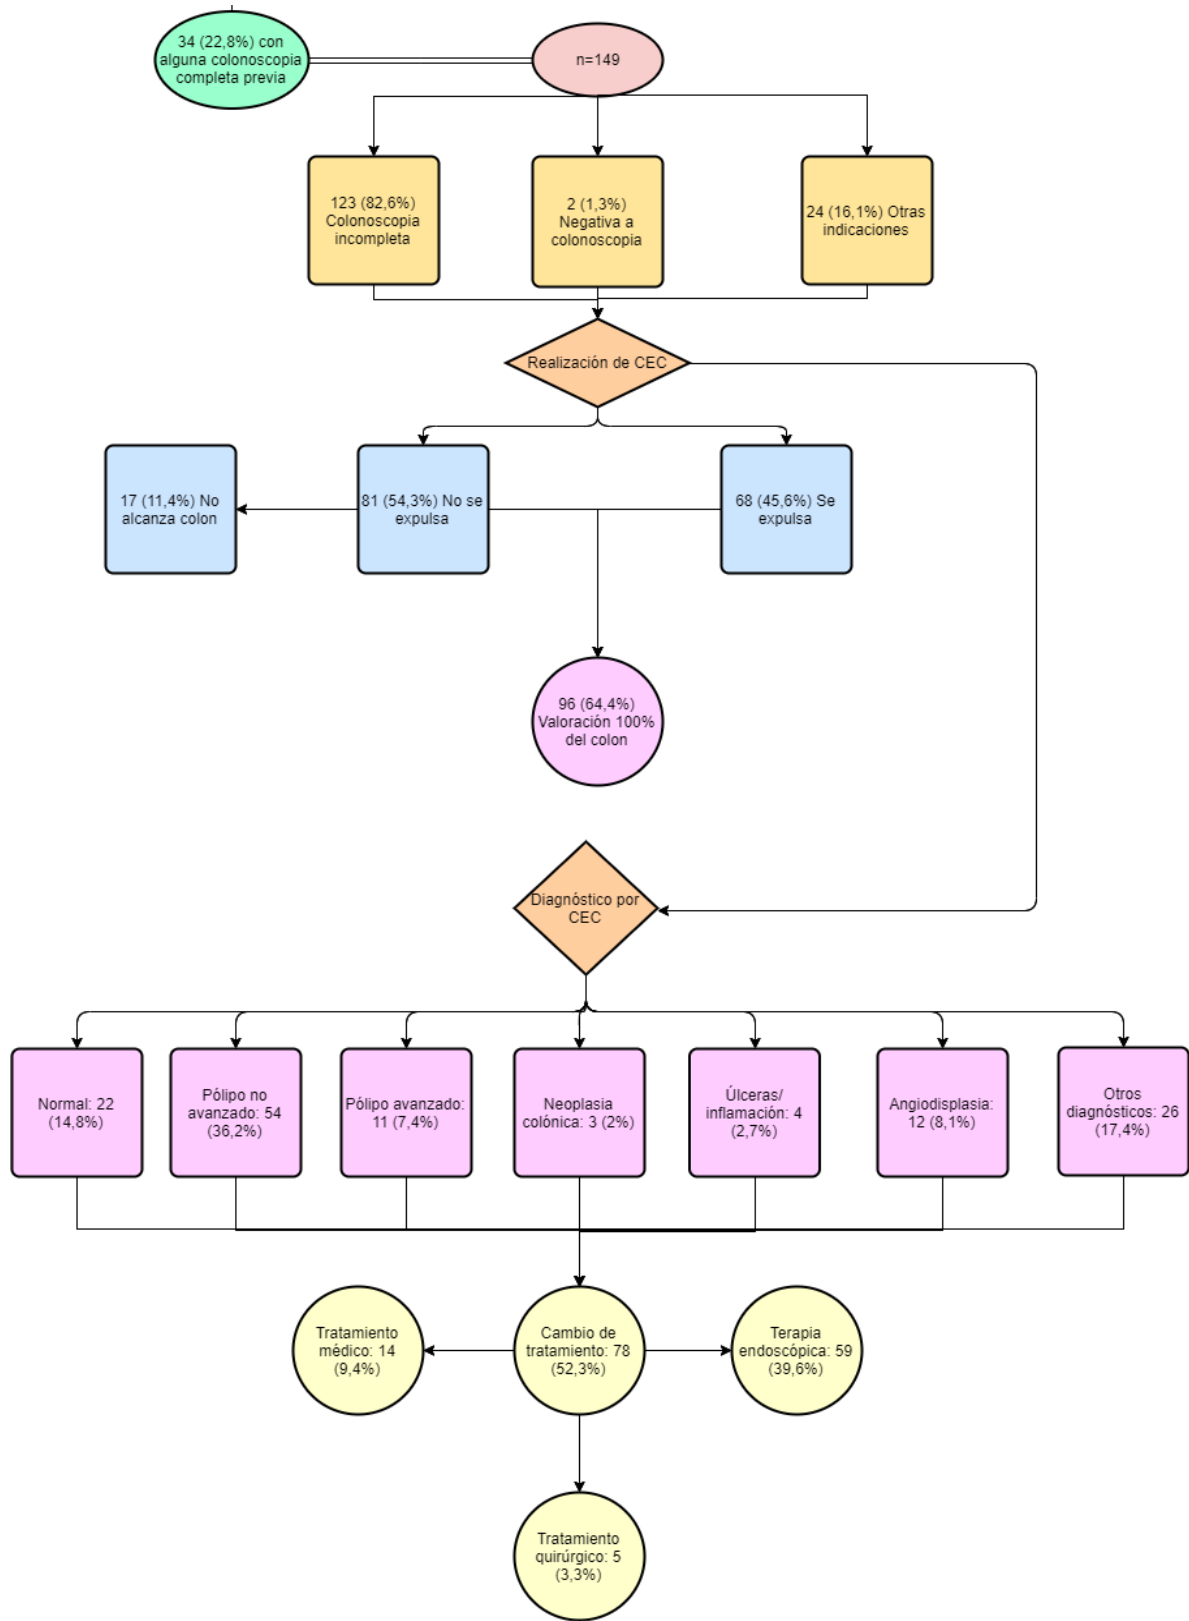 34 (22,8%) con
alguna colonoscopia
completa previa
n=149
123 (82,6%)
Colonoscopia
incompleta
2 (1,3%)
Negativa a
colonoscopia
24 (16,1%) Otras
indicaciones
Realización de CEC
17 (11,4%) No
alcanza colon
81 (54,3%) No se
expulsa
68 (45,6%) Se
expulsa
96 (64,4%)
Valoración 100%
del colon
Diagnóstico por
CEC
Normal: 22
(14,8%)
Pólipo no
avanzado: 54
(36,2%)
Pólipo avanzado:
11 (7,4%)
Neoplasia
colónica: 3 (2%)
Úlceras/
inflamación: 4
(2,7%)
Angiodisplasia:
12 (8,1%)
Otros
diagnósticos: 26
(17,4%)
Tratamiento
médico: 14
(9,4%)
Cambio de
tratamiento: 78
(52,3%)
Terapia
endoscópica: 59
(39,6%)
Tratamiento
quirúrgico: 5
(3,3%)